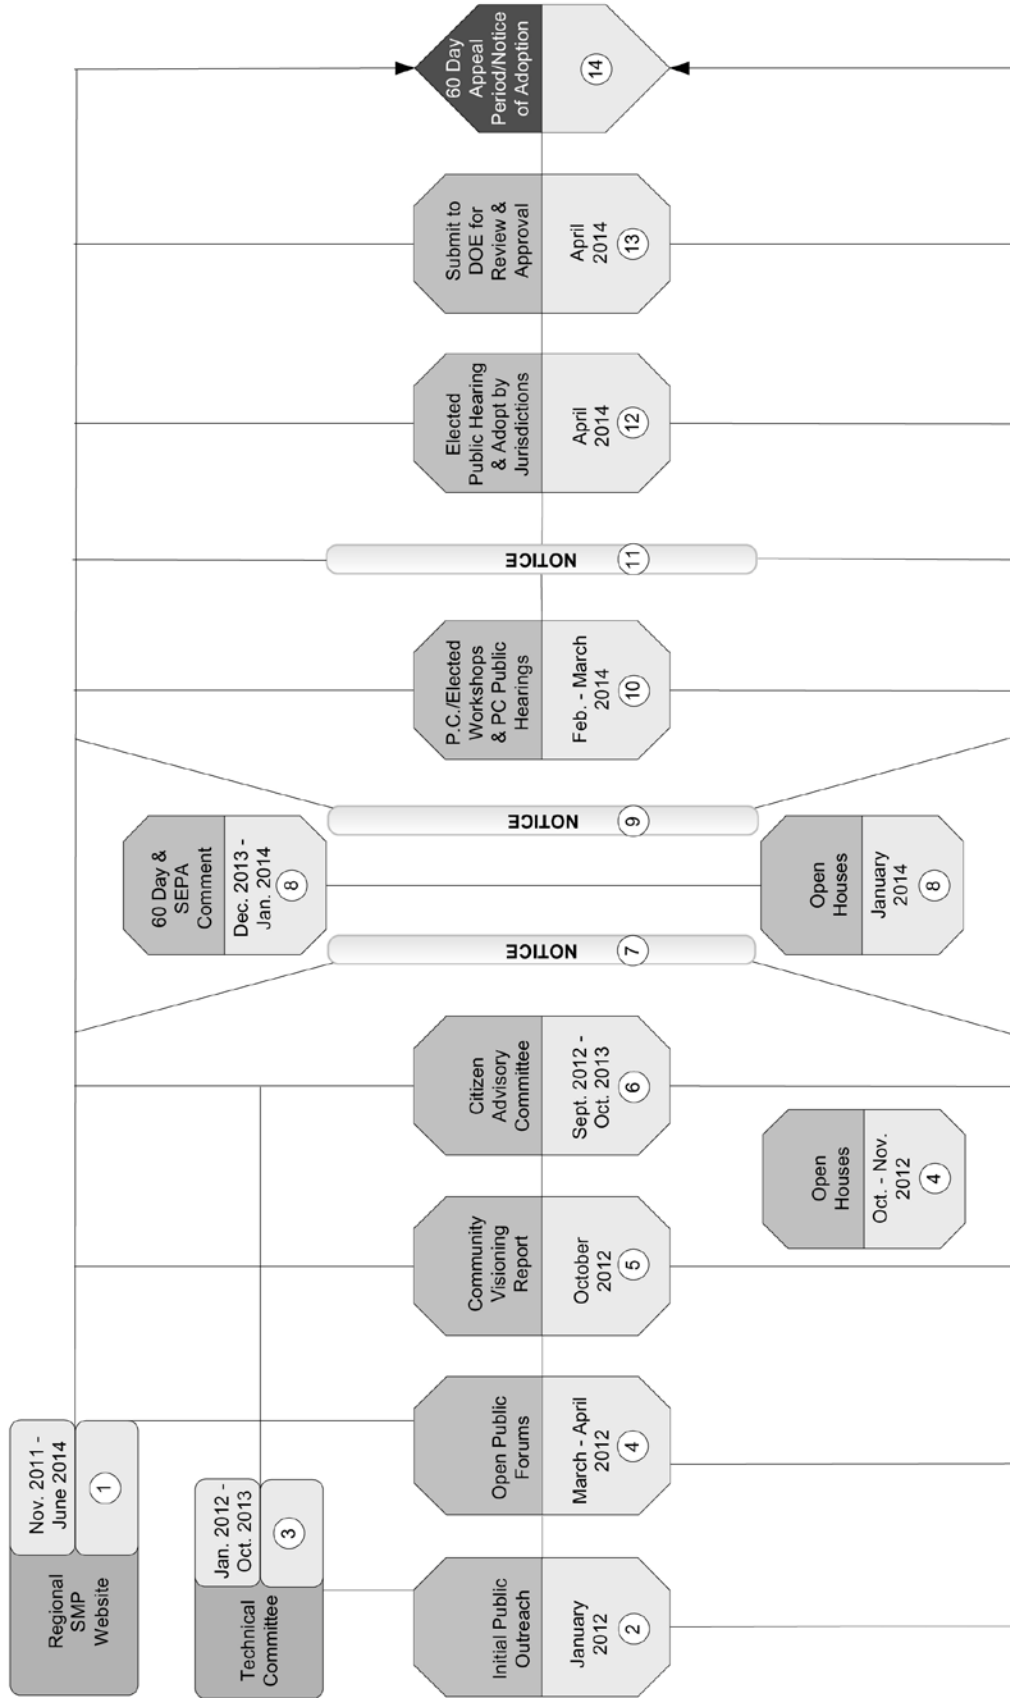 Regional
SMP
Website
Nov. 2011 -
June 2014
1
Technical
Committee
Jan. 2012 -
Oct. 2013
3
Initial Public
Outreach
January
2012
2
Open Public
Forums
March - April
2012
4
Community
Visioning
Report
October
2012
5
Citizen
Advisory
Committee
Sept. 2012 -
Oct. 2013
6
Open
Houses
Oct. - Nov.
2012
4
NOTICE
7
60 Day &
SEPA
Comment
Dec. 2013 -
Jan. 2014
8
Open
Houses
January
2014
8
NOTICE
9
P.C./Elected
Workshops
& PC Public
Hearings
Feb. - March
2014
10
NOTICE
11
Elected
Public Hearing
& Adopt by
Jurisdictions
April
2014
12
Submit to
DOE for
Review &
Approval
April
2014
13
60 Day
Appeal
Period/Notice
of Adoption
14